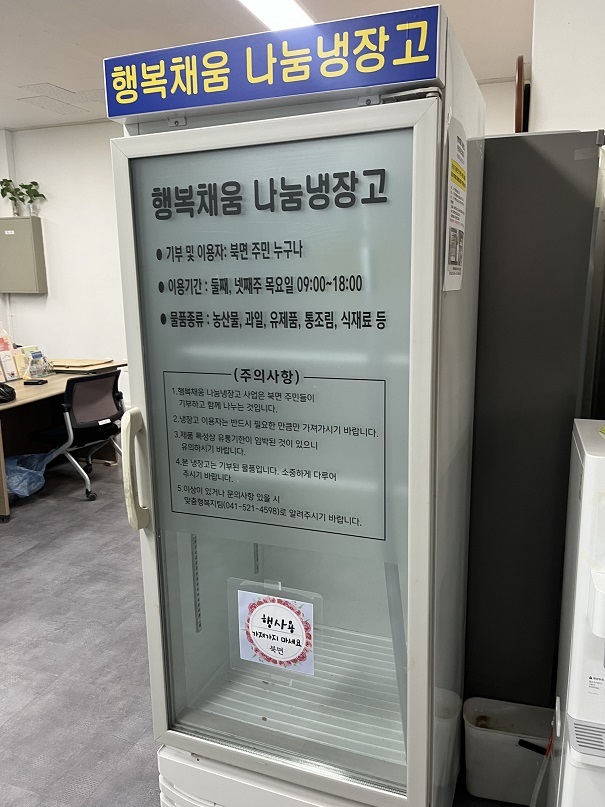 행복채움 나눔냉장고
행복채움 나눔냉장고
● 기부 및 이용자: 북면 주민 누구나
● 이용기간 : 둘째, 넷째주 목요일 09:00~18:00
● 물품종류 : 농산물, 과일, 유제품, 통조림, 식재료 등
(주의사항)
1.행복채움 나눔냉장고 사업은 북면 주민들이
기부하고 함께 나누는 것입니다.
2.냉장고 이용자는 반드시 필요한 만큼만 가져가시기 바랍니다.
3.제품 특성상 유통기한이 임박된 것이 있으니
유의하시기 바랍니다.
4.본 냉장고는 기부된 물품입니다. 소중하게 다루어
주시기 바랍니다.
5.이상이 있거나 문의사항 있을 시
맞춤형복지팀(041-521-4598)로 알려주시기 바랍니다.
행사용
가져가지 마세요
북면